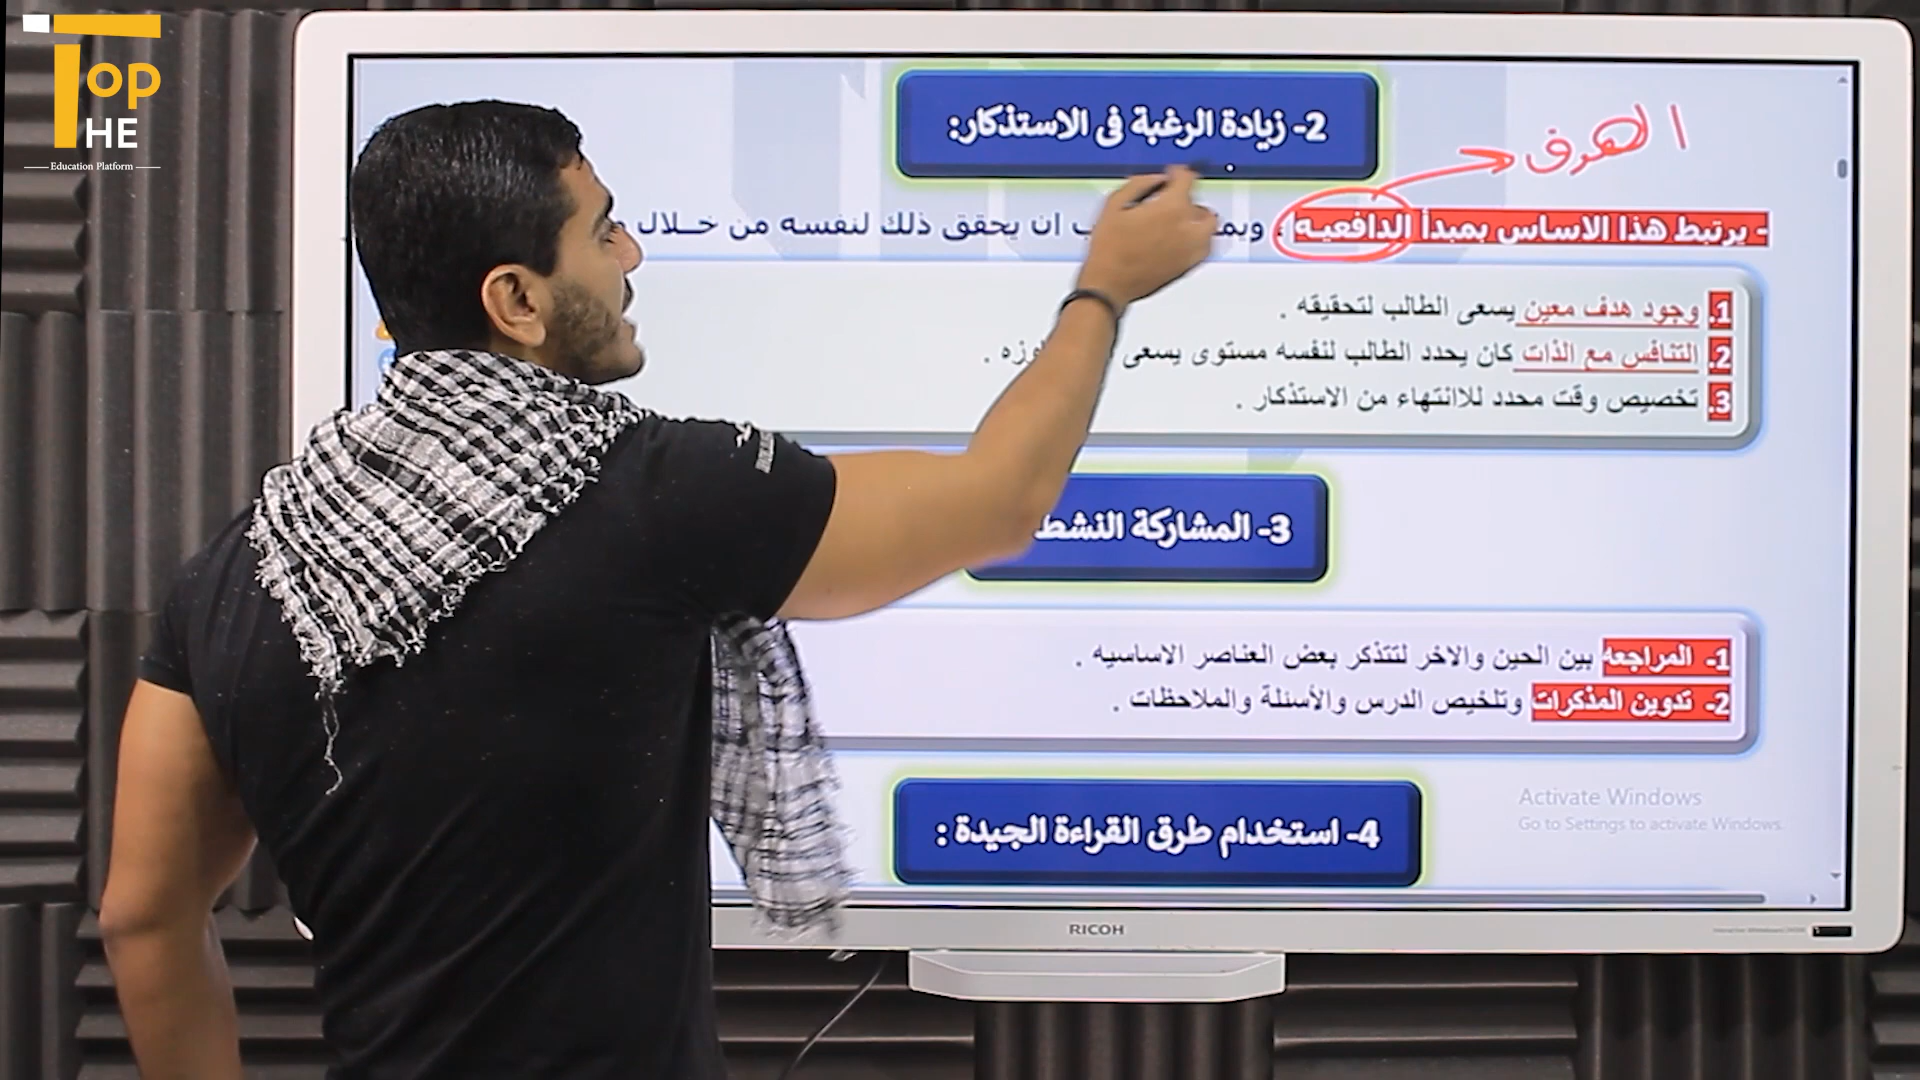 TOP
THE
Education Platform
2- زيادة الرغبة فى الاستذكار:
الهدف
- يرتبط هذا الاساس بمبدأ الدافعيه ، ان يحقق ذلك لنفسه من خلال
1. وجود هدف معين يسعى الطالب لتحقيقه .
2. التنافس مع الذات كان يحدد الطالب لنفسه مستوى يسعى
3. تخصيص وقت محدد للاانتهاء من الاستذكار .
3- المشاركة
1- المراجعه بين الحين والاخر لتتذكر بعض العناصر الاساسيه .
2- تدوين المذكرات وتلخيص الدرس والأسئلة والملاحظات .
4- استخدام طرق القراءة الجيدة :
Activate Windows
Go to Settings to activate Windows.
RICOH